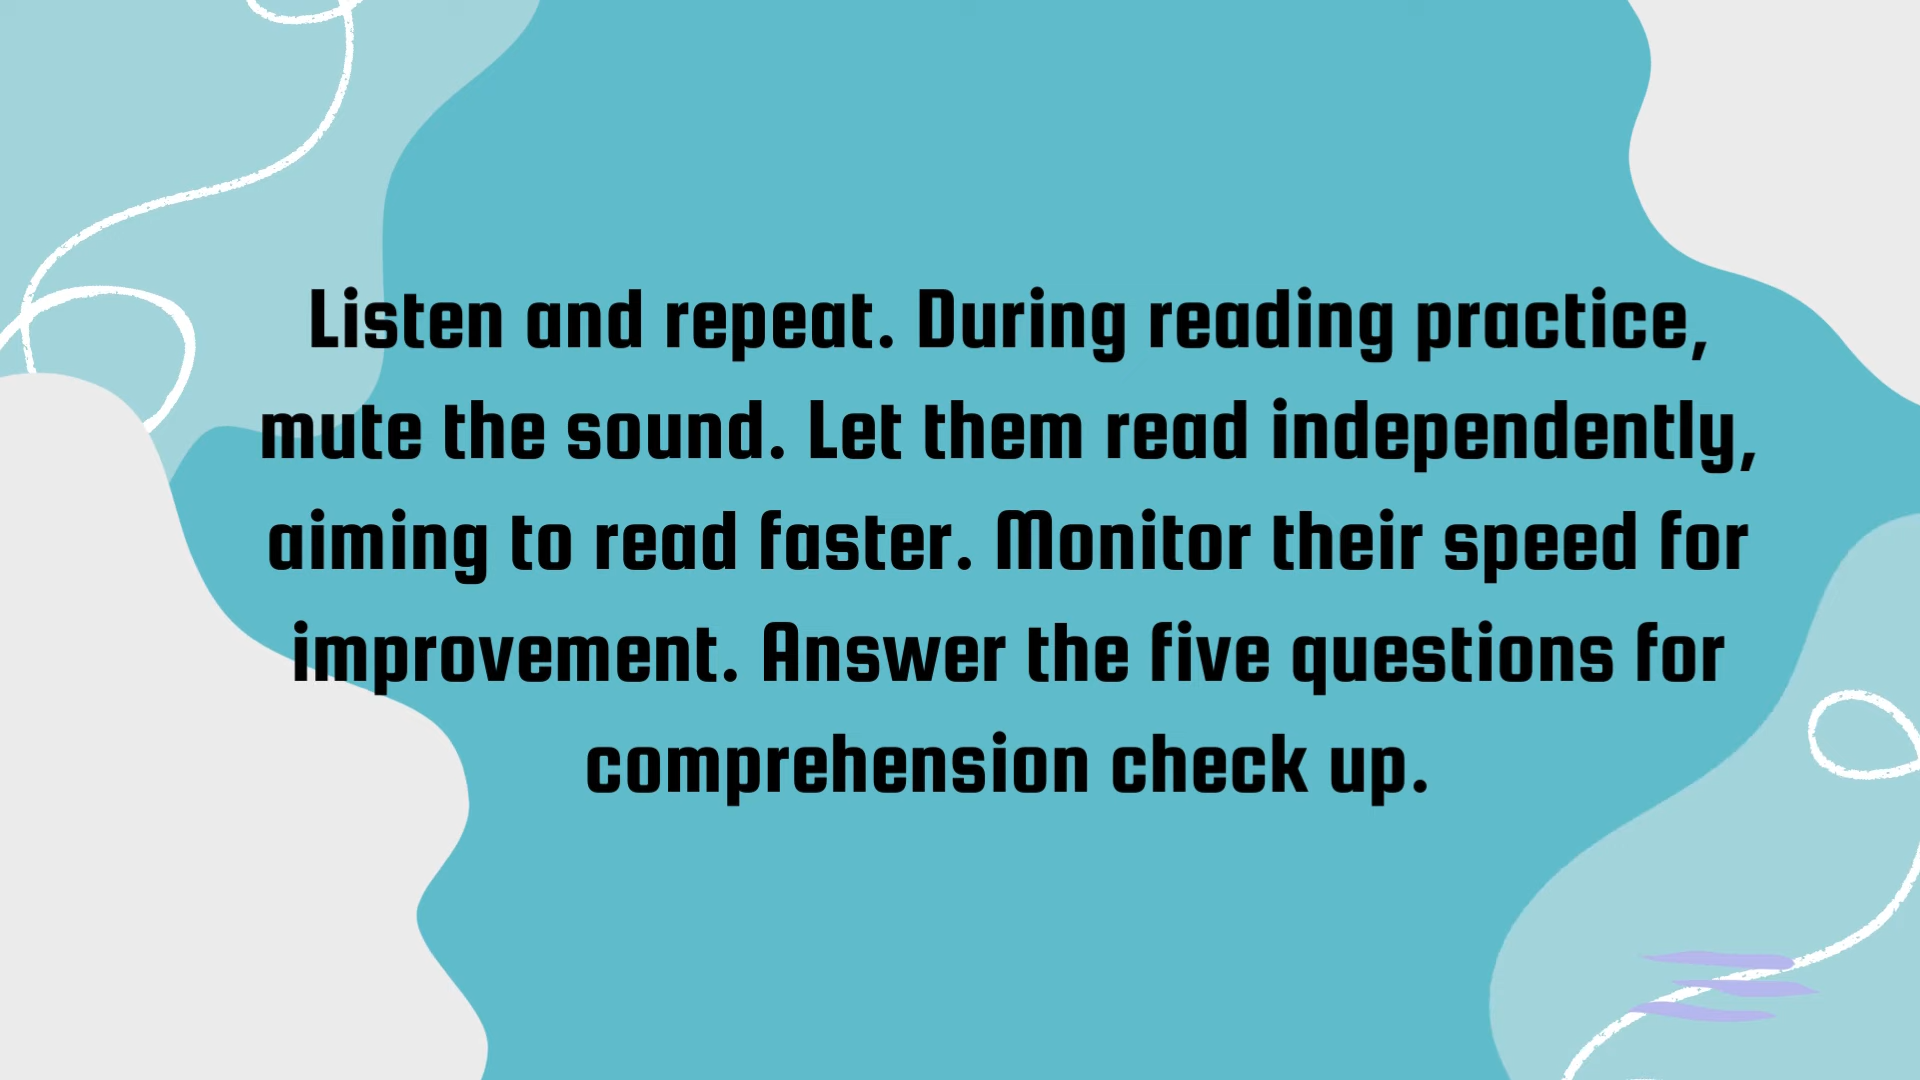 Listen and repeat. During reading practice,
mute the sound. Let them read independently,
aiming to read faster. Monitor their speed for
improvement. Answer the five questions for
comprehension check up.